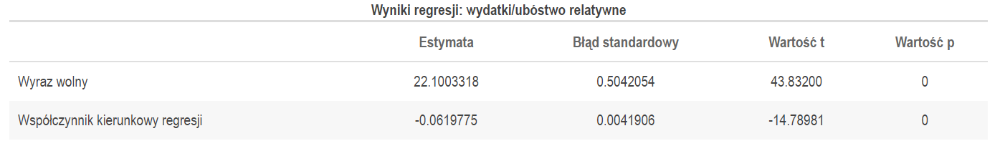 Wyniki regresji: wydatki/ubóstwo relatywne
Estymata Błąd standardowy Wartość t Wartość p
Wyraz wolny 22.1003318 0.5042054 43.83200 0
Współczynnik kierunkowy regresji -0.0619775 0.0041906 -14.78981 0